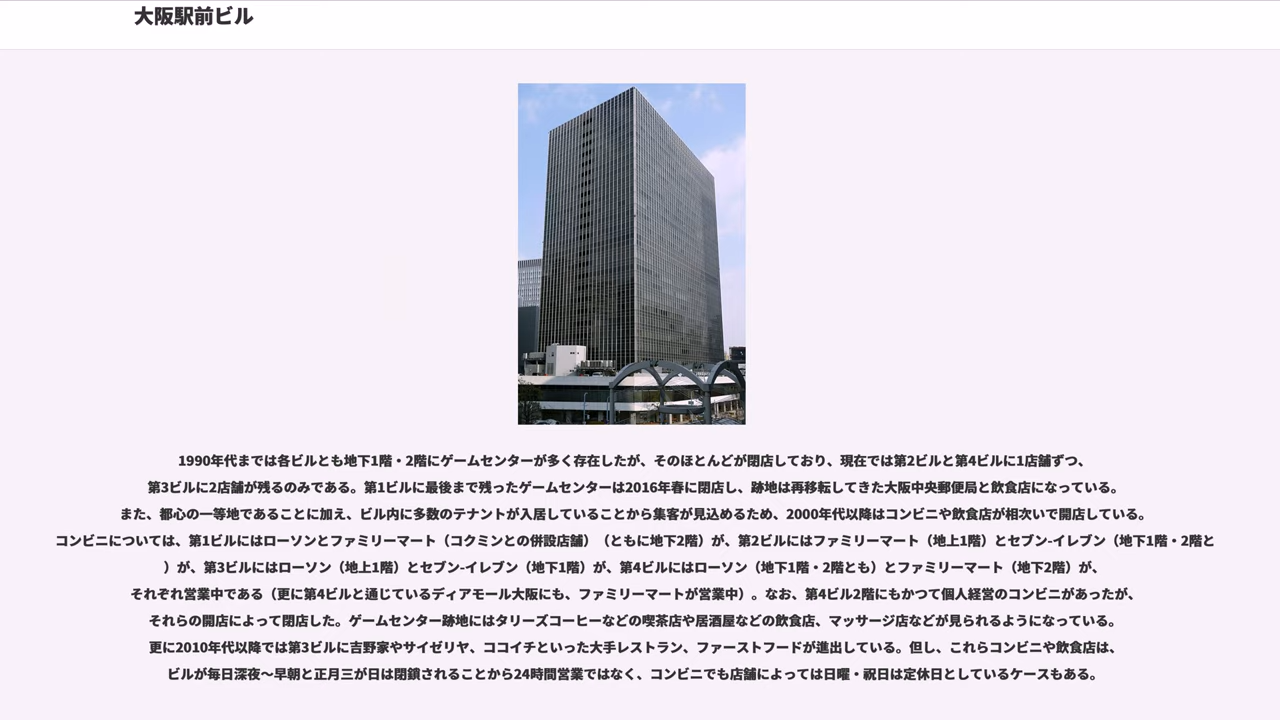 大阪駅前ビル
1990年代までは各ビルとも地下1階・2階にゲームセンターが多く存在したが、そのほとんどが閉店しており、現在では第2ビルと第4ビルに1店舗ずつ、
第3ビルに2店舗が残るのみである。第1ビルに最後まで残ったゲームセンターは2016年春に閉店し、跡地は再移転してきた大阪中央郵便局と飲食店になっている。
また、都心の一等地であることに加え、ビル内に多数のテナントが入居していることから集客が見込めるため、2000年代以降はコンビニや飲食店が相次いで開店している。
コンビニについては、第1ビルにはローソンとファミリーマート（コクミンとの併設店舗）（ともに地下2階）が、第2ビルにはファミリーマート（地上1階）とセブン-イレブン（地下1階・2階と
）が、第3ビルにはローソン（地上1階）とセブン-イレブン（地下1階）が、第4ビルにはローソン（地下1階・2階とも）とファミリーマート（地下2階）が、
それぞれ営業中である（更に第4ビルと通じているディアモール大阪にも、ファミリーマートが営業中）。なお、第4ビル2階にもかつて個人経営のコンビニがあったが、
それらの開店によって閉店した。ゲームセンター跡地にはタリーズコーヒーなどの喫茶店や居酒屋などの飲食店、マッサージ店などが見られるようになっている。
更に2010年代以降では第3ビルに吉野家やサイゼリヤ、ココイチといった大手レストラン、ファーストフードが進出している。但し、これらコンビニや飲食店は、
ビルが毎日深夜〜早朝と正月三が日は閉鎖されることから24時間営業ではなく、コンビニでも店舗によっては日曜・祝日は定休日としているケースもある。